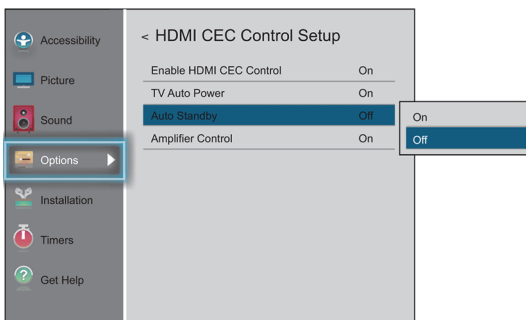 Accessibility
Picture
Sound
Options
Installation
Timers
Get Help
< HDMI CEC Control Setup
Enable HDMI CEC Control On
TV Auto Power On
Auto Standby Off
Amplifier Control On
On
Off